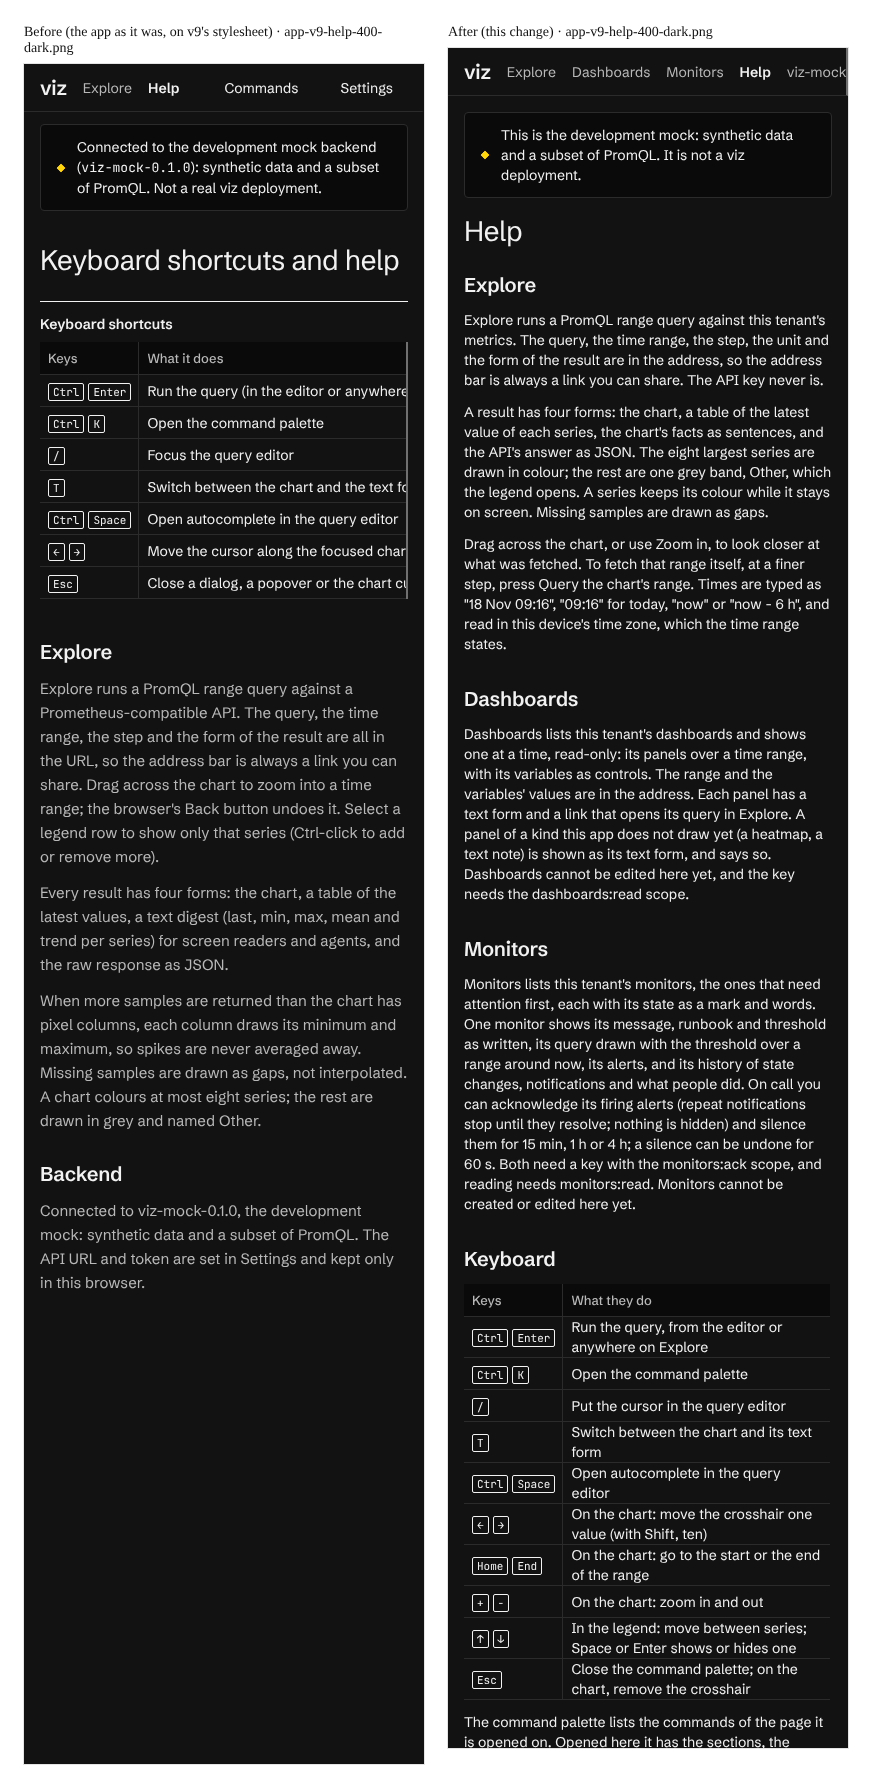 Before (the app as it was, on v9's stylesheet) · app-v9-help-400-
dark.png
viz Explore Help Commands Settings
Connected to the development mock backend
(viz-mock-0.1.0): synthetic data and a subset
of PromQL. Not a real viz deployment.
Keyboard shortcuts and help
Keyboard shortcuts
Keys What it does
Ctrl Enter Run the query (in the editor or anywhere
Ctrl K Open the command palette
/ Focus the query editor
T Switch between the chart and the text fo
Ctrl Space Open autocomplete in the query editor
← → Move the cursor along the focused char
Esc Close a dialog, a popover or the chart cu
Explore
Explore runs a PromQL range query against a
Prometheus-compatible API. The query, the time
range, the step and the form of the result are all in
the URL, so the address bar is always a link you can
share. Drag across the chart to zoom into a time
range; the browser's Back button undoes it. Select a
legend row to show only that series (Ctrl-click to add
or remove more).
Every result has four forms: the chart, a table of the
latest values, a text digest (last, min, max, mean and
trend per series) for screen readers and agents, and
the raw response as JSON.
When more samples are returned than the chart has
pixel columns, each column draws its minimum and
maximum, so spikes are never averaged away.
Missing samples are drawn as gaps, not interpolated.
A chart colours at most eight series; the rest are
drawn in grey and named Other.
Backend
Connected to viz-mock-0.1.0, the development
mock: synthetic data and a subset of PromQL. The
API URL and token are set in Settings and kept only
in this browser.
After (this change) · app-v9-help-400-dark.png
viz Explore Dashboards Monitors Help viz-mock
This is the development mock: synthetic data
and a subset of PromQL. It is not a viz
deployment.
Help
Explore
Explore runs a PromQL range query against this tenant's
metrics. The query, the time range, the step, the unit and
the form of the result are in the address, so the address
bar is always a link you can share. The API key never is.
A result has four forms: the chart, a table of the latest
value of each series, the chart's facts as sentences, and
the API's answer as JSON. The eight largest series are
drawn in colour; the rest are one grey band, Other, which
the legend opens. A series keeps its colour while it stays
on screen. Missing samples are drawn as gaps.
Drag across the chart, or use Zoom in, to look closer at
what was fetched. To fetch that range itself, at a finer
step, press Query the chart's range. Times are typed as
"18 Nov 09:16", "09:16" for today, "now" or "now - 6 h", and
read in this device's time zone, which the time range
states.
Dashboards
Dashboards lists this tenant's dashboards and shows
one at a time, read-only: its panels over a time range,
with its variables as controls. The range and the
variables' values are in the address. Each panel has a
text form and a link that opens its query in Explore. A
panel of a kind this app does not draw yet (a heatmap, a
text note) is shown as its text form, and says so.
Dashboards cannot be edited here yet, and the key
needs the dashboards:read scope.
Monitors
Monitors lists this tenant's monitors, the ones that need
attention first, each with its state as a mark and words.
One monitor shows its message, runbook and threshold
as written, its query drawn with the threshold over a
range around now, its alerts, and its history of state
changes, notifications and what people did. On call you
can acknowledge its firing alerts (repeat notifications
stop until they resolve; nothing is hidden) and silence
them for 15 min, 1 h or 4 h; a silence can be undone for
60 s. Both need a key with the monitors:ack scope, and
reading needs monitors:read. Monitors cannot be
created or edited here yet.
Keyboard
Keys What they do
Ctrl Enter Run the query, from the editor or
anywhere on Explore
Ctrl K Open the command palette
/ Put the cursor in the query editor
T Switch between the chart and its text
form
Ctrl Space Open autocomplete in the query
editor
← → On the chart: move the crosshair one
value (with Shift, ten)
Home End On the chart: go to the start or the end
of the range
+ - On the chart: zoom in and out
↑ ↓ In the legend: move between series;
Space or Enter shows or hides one
Esc Close the command palette; on the
chart, remove the crosshair
The command palette lists the commands of the page it
is opened on. Opened here it has the sections, the